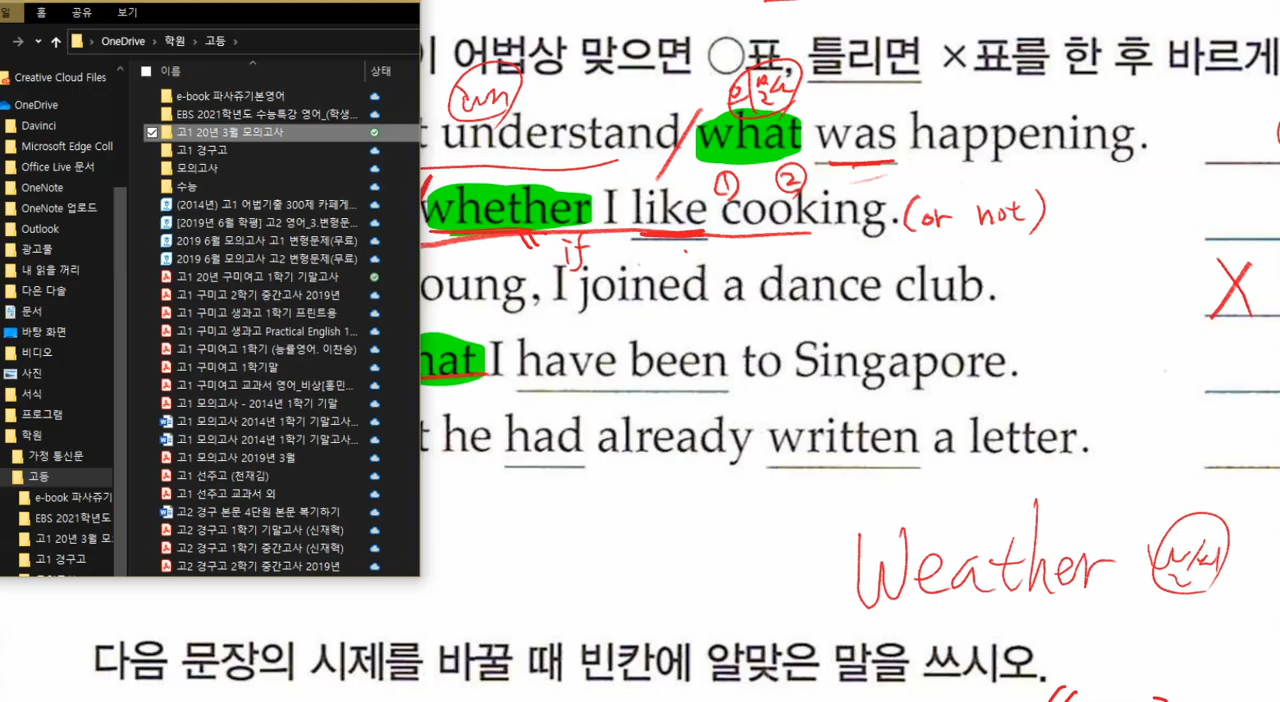 일 홈 공유 보기
OneDrive > 학원 > 고등 >
Creative Cloud Files
OneDrive
Davinci
Microsoft Edge Coll
Office Live 문서
OneNote
OneNote 업로드
Outlook
광고물
내 읽을 꺼리
다온 다솔
문서
바탕 화면
비디오
사진
서식
프로그램
학원
가정 통신문
고등
e-book 파사쥬기
EBS 2021학년도
고1 20년 3월 모
고1 경구고
이름 상태
e-book 파사쥬기본영어
EBS 2021학년도 수능특강 영어_(학생...
고1 20년 3월 모의고사
고1 경구고
모의고사
수능
(2014년) 고1 어법기출 300제 카페게...
[2019년 6월 학평] 고2 영어_3.변형문...
2019 6월 모의고사 고1 변형문제(무료)
2019 6월 모의고사 고2 변형문제(무료)
고1 20년 구미여고 1학기 기말고사
고1 구미고 2학기 중간고사 2019년
고1 구미고 생과고 1학기 프린트용
고1 구미고 생과고 Practical English 1...
고1 구미여고 1학기 (능률영어. 이찬승)
고1 구미여고 1학기말
고1 구미여고 교과서 영어_비상[홍민...
고1 모의고사 - 2014년 1학기 기말
고1 모의고사 2014년 1학기 기말고사...
고1 모의고사 2014년 1학기 기말고사...
고1 모의고사 2019년 3월
고1 선주고 (천재김)
고1 선주고 교과서 외
고2 경구 본문 4단원 본문 복기하기
고2 경구고 1학기 기말고사 (신재혁)
고2 경구고 1학기 중간고사 (신재혁)
고2 경구고 2학기 중간고사 2019년
이 어법상 맞으면 ○표, 틀리면 ×표를 한 후 바르게
t understand what was happening.
① ②
whether I like cooking. (or not)
if
oung, I joined a dance club. X
hat I have been to Singapore.
t he had already written a letter.
Weather 날씨
다음 문장의 시제를 바꿀 때 빈칸에 알맞은 말을 쓰시오.